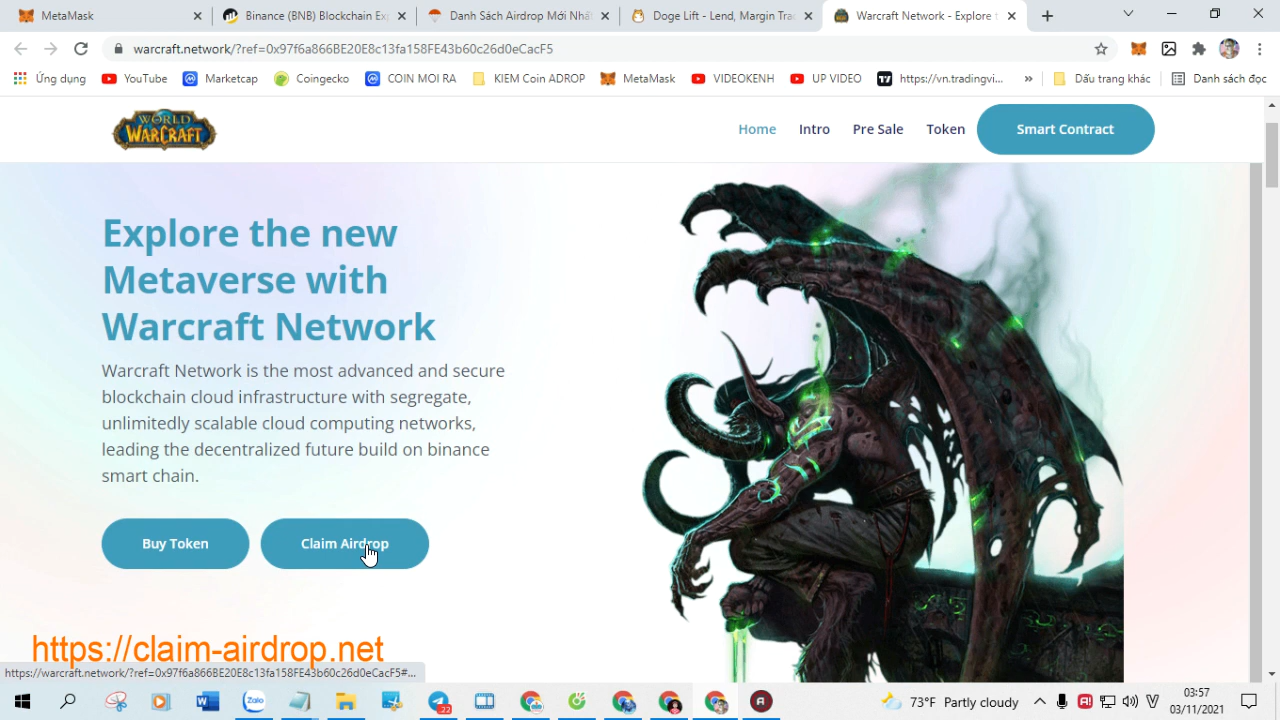 MetaMask
Binance (BNB) Blockchain Exp
Danh Sách Airdrop Mới Nhất
Doge Lift - Lend, Margin Tra
Warcraft Network - Explore t
warcraft.network/?ref=0x97f6a866BE20E8c13fa158FE43b60c26d0eCacF5
Ứng dụng
YouTube
Marketcap
Coingecko
COIN MOI RA
KIEM Coin ADROP
MetaMask
VIDEOKENH
UP VIDEO
https://vn.tradingvi...
»
Dấu trang khác
Danh sách đọc
WORLD
WARCRAFT
Home
Intro
Pre Sale
Token
Smart Contract
Explore the new
Metaverse with
Warcraft Network
Warcraft Network is the most advanced and secure
blockchain cloud infrastructure with segregate,
unlimitedly scalable cloud computing networks,
leading the decentralized future build on binance
smart chain.
Buy Token
Claim Airdrop
https://claim-airdrop.net
https://warcraft.network/?ref=0x97f6a866BE20E8c13fa158FE43b60c26d0eCacF5#...
Zalo
22
73°F Partly cloudy
03:57
03/11/2021